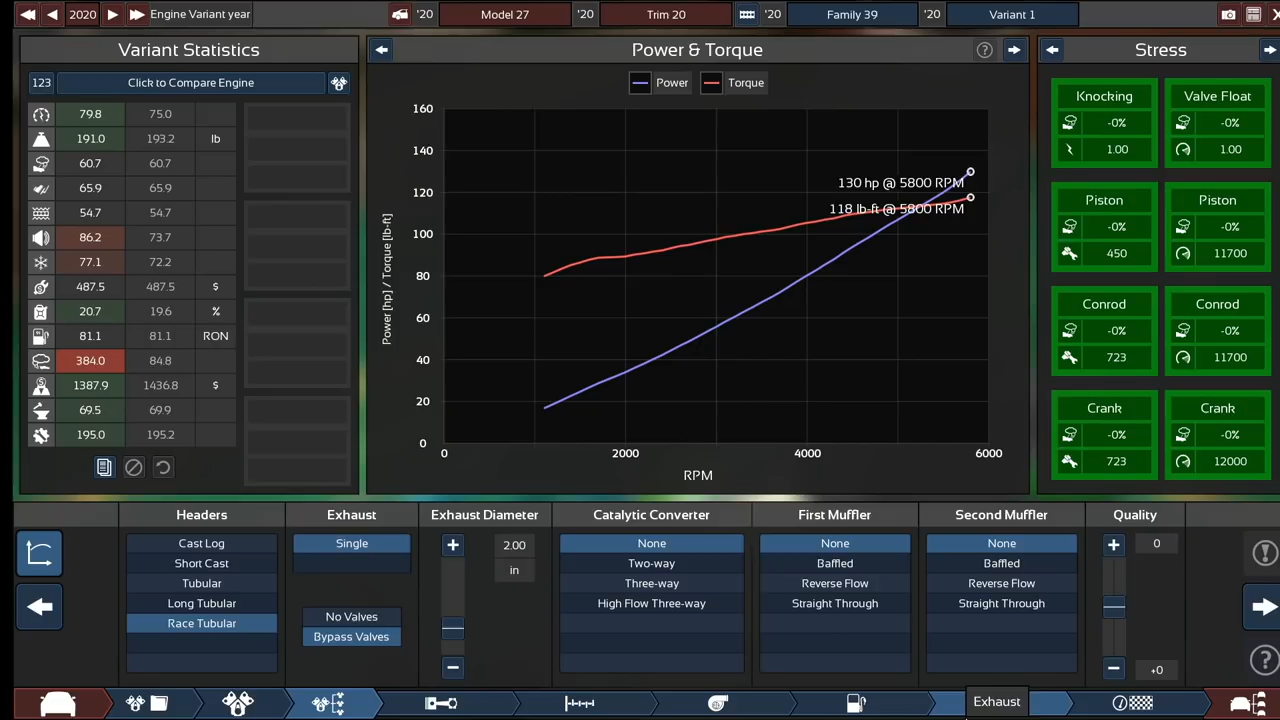 2020 Engine Variant year '20 Model 27 '20 Trim 20 '20 Family 39 '20 Variant 1
Variant Statistics
123 Click to Compare Engine
79.8 75.0
191.0 193.2 lb
60.7 60.7
65.9 65.9
54.7 54.7
86.2 73.7
77.1 72.2
487.5 487.5 $
20.7 19.6 %
81.1 81.1 RON
384.0 84.8
1387.9 1436.8 $
69.5 69.9
195.0 195.2
Power & Torque
?
Power Torque
Power [hp] / Torque [lb-ft]
160
140
120
100
80
60
40
20
0
130 hp @ 5800 RPM
118 lb-ft @ 5800 RPM
0 2000 4000 6000
RPM
Stress
Knocking Valve Float
-0% -0%
1.00 1.00
Piston Piston
-0% -0%
450 11700
Conrod Conrod
-0% -0%
723 11700
Crank Crank
-0% -0%
723 12000
Headers
Cast Log
Short Cast
Tubular
Long Tubular
Race Tubular
Exhaust
Single
No Valves
Bypass Valves
Exhaust Diameter
+ 2.00
in
−
Catalytic Converter
None
Two-way
Three-way
High Flow Three-way
First Muffler
None
Baffled
Reverse Flow
Straight Through
Second Muffler
None
Baffled
Reverse Flow
Straight Through
Quality
+ 0
− +0
!
?
Exhaust